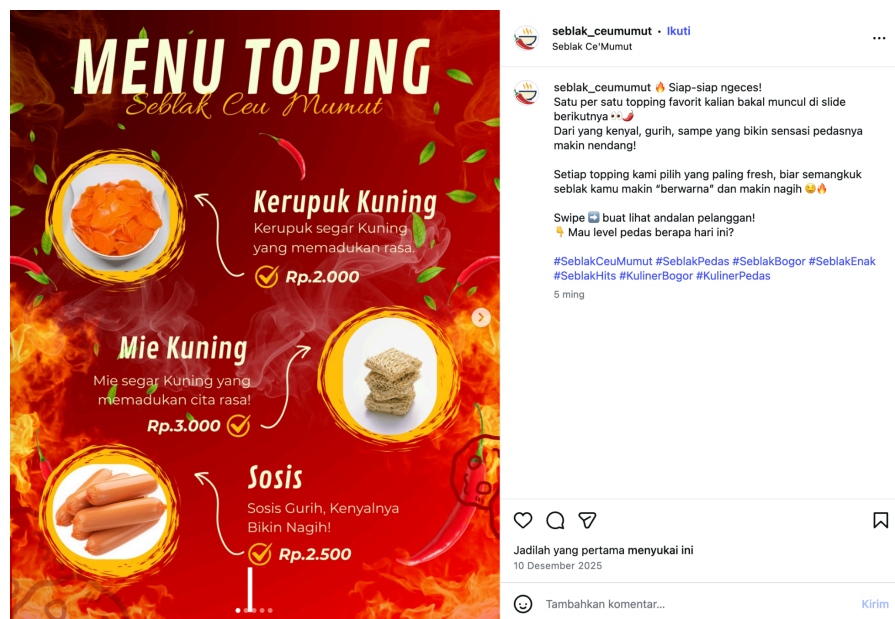 MENU TOPING
Seblak Ceu Mumut
Kerupuk Kuning
Kerupuk segar Kuning
yang memadukan rasa.
Rp.2.000
Mie Kuning
Mie segar Kuning yang
memadukan cita rasa!
Rp.3.000
Sosis
Sosis Gurih, Kenyalnya
Bikin Nagih!
Rp.2.500
seblak_ceumumut • Ikuti
Seblak Ce'Mumut
seblak_ceumumut 🔥 Siap-siap ngeces!
Satu per satu topping favorit kalian bakal muncul di slide
berikutnya 👀🌶️
Dari yang kenyal, gurih, sampe yang bikin sensasi pedasnya
makin nendang!
Setiap topping kami pilih yang paling fresh, biar semangkuk
seblak kamu makin “berwarna” dan makin nagih 😋🔥
Swipe ➡️ buat lihat andalan pelanggan!
👇 Mau level pedas berapa hari ini?
#SeblakCeuMumut #SeblakPedas #SeblakBogor #SeblakEnak
#SeblakHits #KulinerBogor #KulinerPedas
5 ming
Jadilah yang pertama menyukai ini
10 Desember 2025
Tambahkan komentar...
Kirim